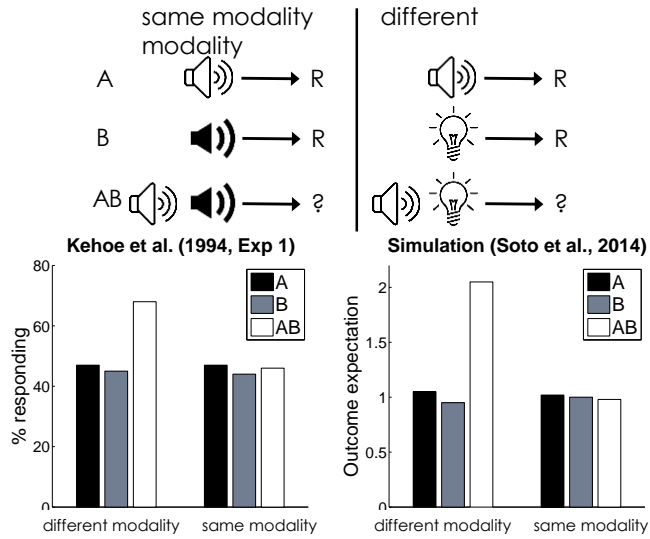 same modality different
modality
A R R
B R R
AB ? ?
Kehoe et al. (1994, Exp 1)
80
60
40
20
0
% responding
A
B
AB
different modality same modality
Simulation (Soto et al., 2014)
2
1.5
1
0.5
0
Outcome expectation
A
B
AB
different modality same modality